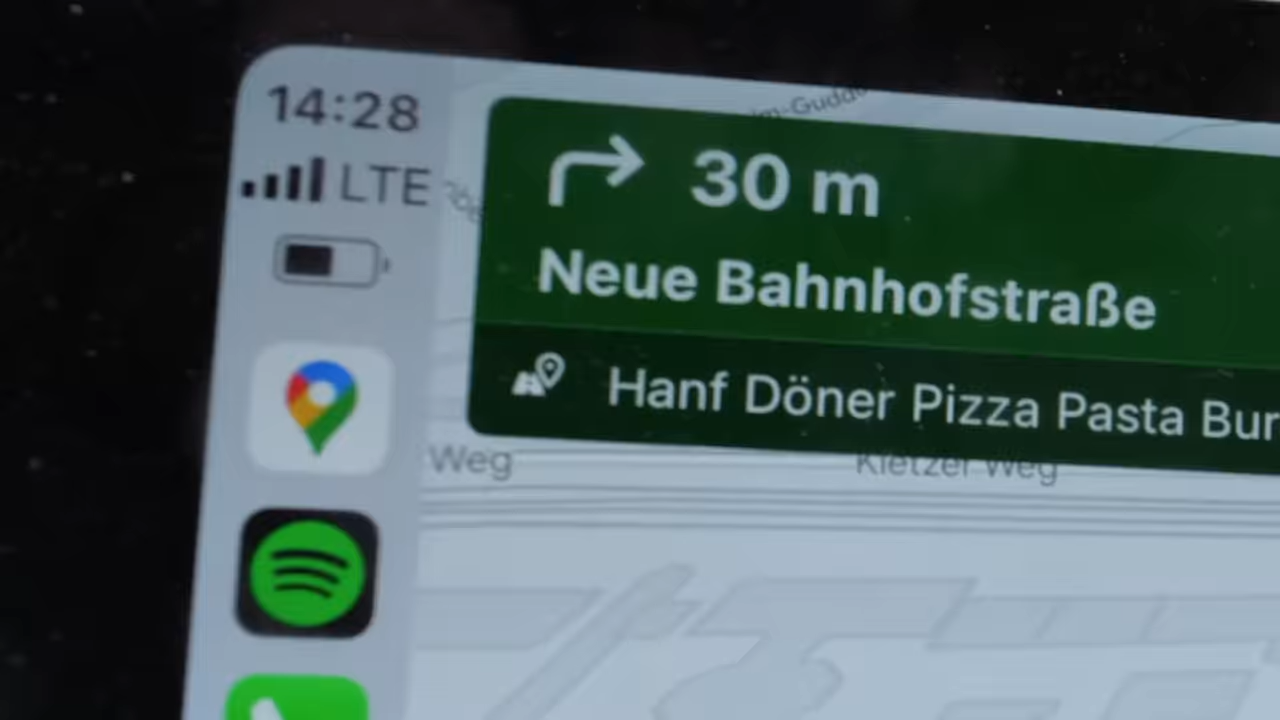 14:28
LTE
30 m
Neue Bahnhofstraße
Hanf Döner Pizza Pasta Bur
Weg
Kietzer Weg